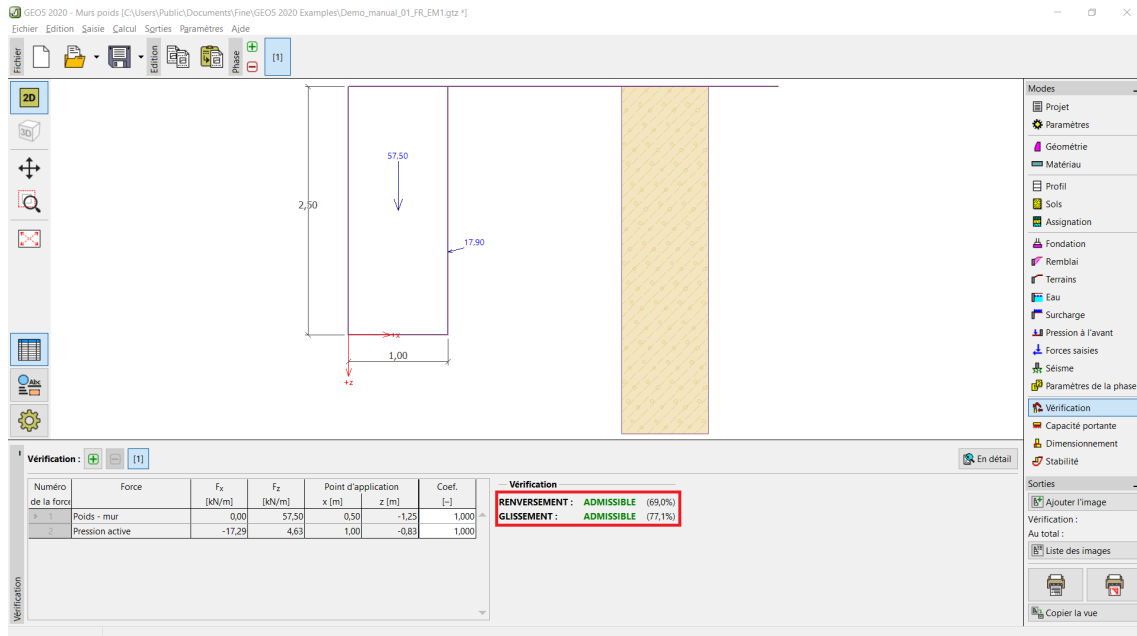 GEO5 2020 - Murs poids [C:\Users\Public\Documents\Fine\GEO5 2020 Examples\Demo_manual_01_FR_EM1.gtz *]
Fichier Edition Saisie Calcul Sorties Paramètres Aide
Fichier
Edition
Phase
[1]
2D
3D
57.50
2,50
17,90
+x
1,00
+z
Abc
Modes
Projet
Paramètres
Géométrie
Matériau
Profil
Sols
Assignation
Fondation
Remblai
Terrains
Eau
Surcharge
Pression à l'avant
Forces saisies
Séisme
Paramètres de la phase
Vérification
Capacité portante
Dimensionnement
Stabilité
Vérification : [1]
En détail
Numéro Force Fx Fz Point d'application Coef.
de la force [kN/m] [kN/m] x [m] z [m] [–]
1 Poids - mur 0,00 57,50 0,50 -1,25 1,000
2 Pression active -17,29 4,63 1,00 -0,83 1,000
Vérification
RENVERSEMENT : ADMISSIBLE (69,0%)
GLISSEMENT : ADMISSIBLE (77,1%)
Vérification
Sorties
Ajouter l'image
Vérification :
Au total :
Liste des images
Copier la vue